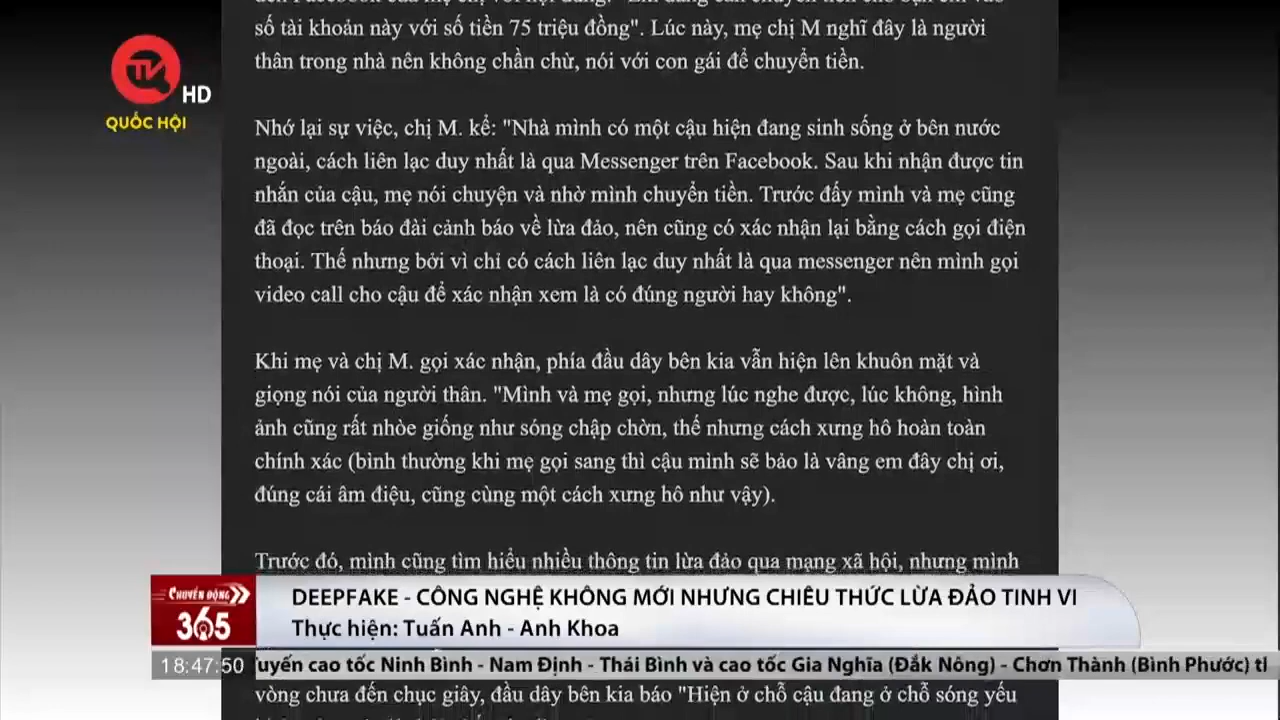 số tài khoản này với số tiền 75 triệu đồng". Lúc này, mẹ chị M nghĩ đây là người
thân trong nhà nên không chần chừ, nói với con gái để chuyển tiền.
TV HD
QUỐC HỘI
Nhớ lại sự việc, chị M. kể: "Nhà mình có một cậu hiện đang sinh sống ở bên nước
ngoài, cách liên lạc duy nhất là qua Messenger trên Facebook. Sau khi nhận được tin
nhắn của cậu, mẹ nói chuyện và nhờ mình chuyển tiền. Trước đấy mình và mẹ cũng
đã đọc trên báo đài cảnh báo về lừa đảo, nên cũng có xác nhận lại bằng cách gọi điện
thoại. Thế nhưng bởi vì chỉ có cách liên lạc duy nhất là qua messenger nên mình gọi
video call cho cậu để xác nhận xem là có đúng người hay không".
Khi mẹ và chị M. gọi xác nhận, phía đầu dây bên kia vẫn hiện lên khuôn mặt và
giọng nói của người thân. "Mình và mẹ gọi, nhưng lúc nghe được, lúc không, hình
ảnh cũng rất nhòe giống như sóng chập chờn, thế nhưng cách xưng hô hoàn toàn
chính xác (bình thường khi mẹ gọi sang thì cậu mình sẽ bảo là vâng em đây chị ơi,
đúng cái âm điệu, cũng cùng một cách xưng hô như vậy).
Trước đó, mình cũng tìm hiểu nhiều thông tin lừa đảo qua mạng xã hội, nhưng mình
CHUYỂN ĐỘNG
365
DEEPFAKE - CÔNG NGHỆ KHÔNG MỚI NHƯNG CHIÊU THỨC LỪA ĐẢO TINH VI
Thực hiện: Tuấn Anh - Anh Khoa
18:47:50 Tuyến cao tốc Ninh Bình - Nam Định - Thái Bình và cao tốc Gia Nghĩa (Đắk Nông) - Chơn Thành (Bình Phước) tl
vòng chưa đến chục giây, đầu dây bên kia báo "Hiện ở chỗ cậu đang ở chỗ sóng yếu